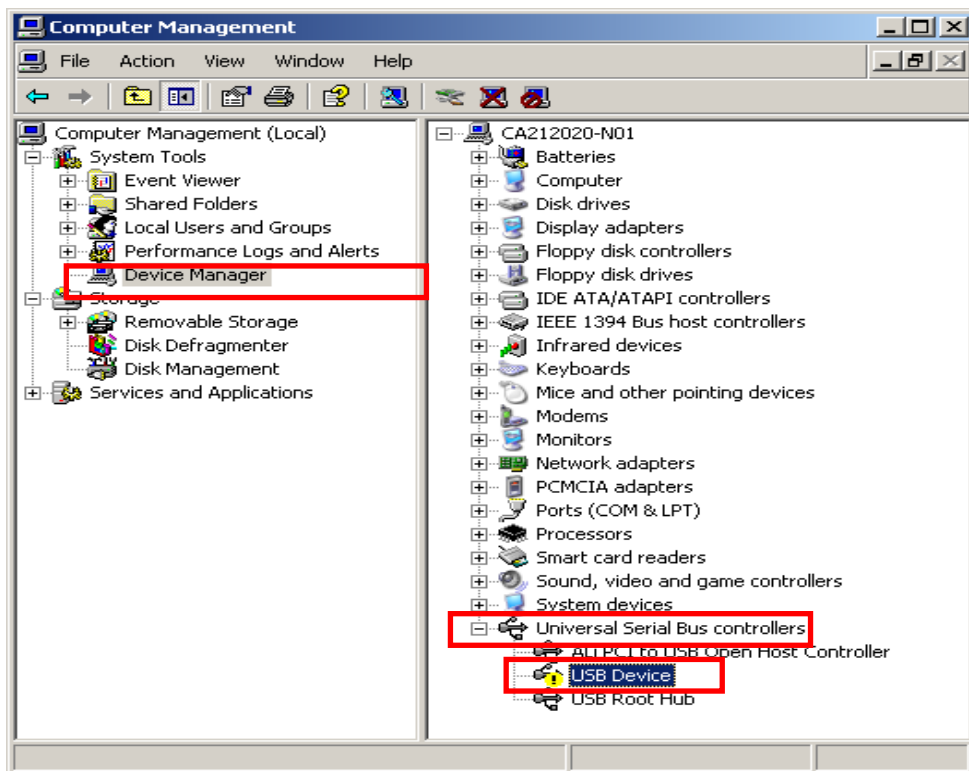 Computer Management
File Action View Window Help
Computer Management (Local)
System Tools
Event Viewer
Shared Folders
Local Users and Groups
Performance Logs and Alerts
Device Manager
Storage
Removable Storage
Disk Defragmenter
Disk Management
Services and Applications
CA212020-N01
Batteries
Computer
Disk drives
Display adapters
Floppy disk controllers
Floppy disk drives
IDE ATA/ATAPI controllers
IEEE 1394 Bus host controllers
Infrared devices
Keyboards
Mice and other pointing devices
Modems
Monitors
Network adapters
PCMCIA adapters
Ports (COM & LPT)
Processors
Smart card readers
Sound, video and game controllers
System devices
Universal Serial Bus controllers
ALi PCI to USB Open Host Controller
USB Device
USB Root Hub